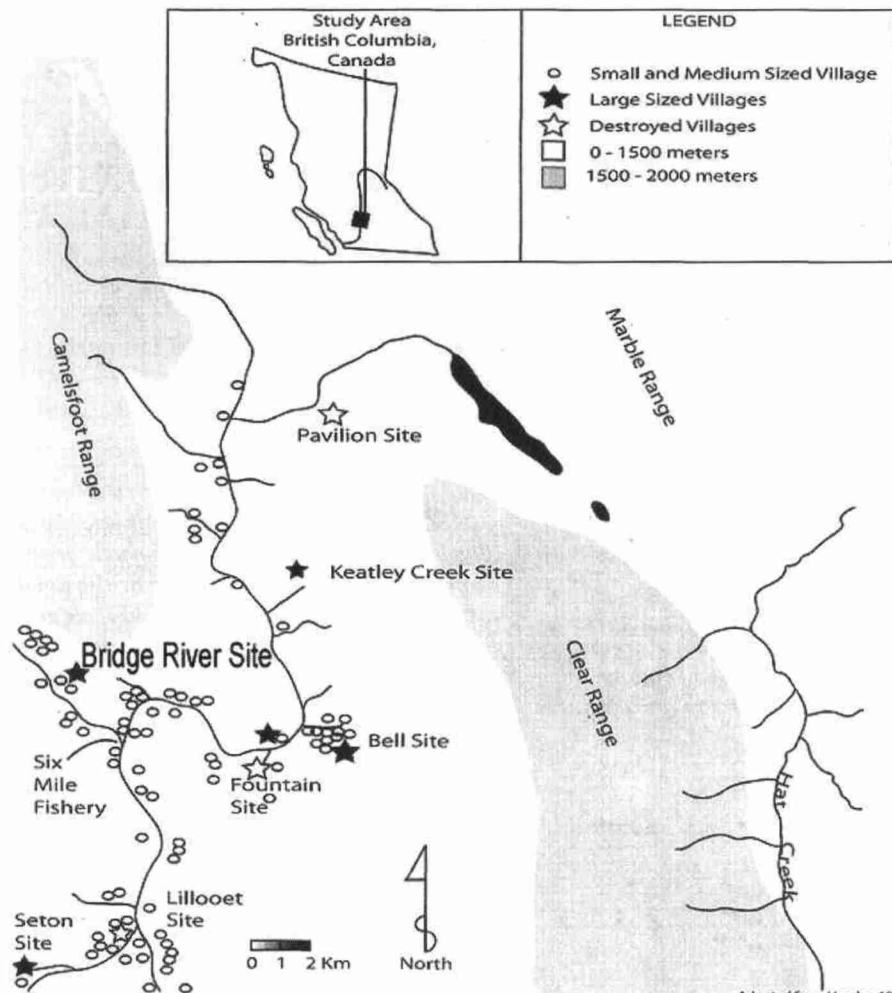 Study Area
British Columbia,
Canada
LEGEND
Small and Medium Sized Village
Large Sized Villages
Destroyed Villages
0 - 1500 meters
1500 - 2000 meters
Camelsfoot Range
Marble Range
Pavilion Site
Keatley Creek Site
Bridge River Site
Clear Range
Bell Site
Six
Mile
Fishery
Fountain
Site
Hat Creek
Lillooet
Site
Seton
Site
0 1 2 Km
North